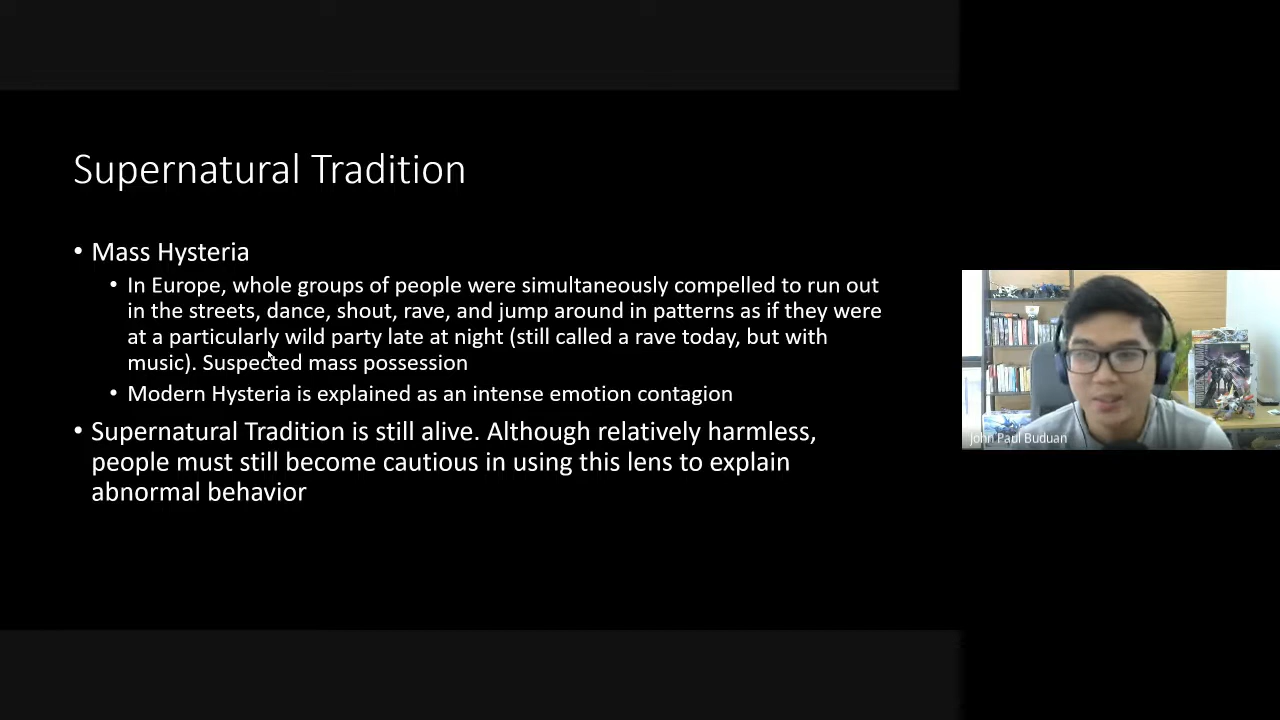 Supernatural Tradition
• Mass Hysteria
• In Europe, whole groups of people were simultaneously compelled to run out
in the streets, dance, shout, rave, and jump around in patterns as if they were
at a particularly wild party late at night (still called a rave today, but with
music). Suspected mass possession
• Modern Hysteria is explained as an intense emotion contagion
• Supernatural Tradition is still alive. Although relatively harmless,
people must still become cautious in using this lens to explain
abnormal behavior
John Paul Buduan